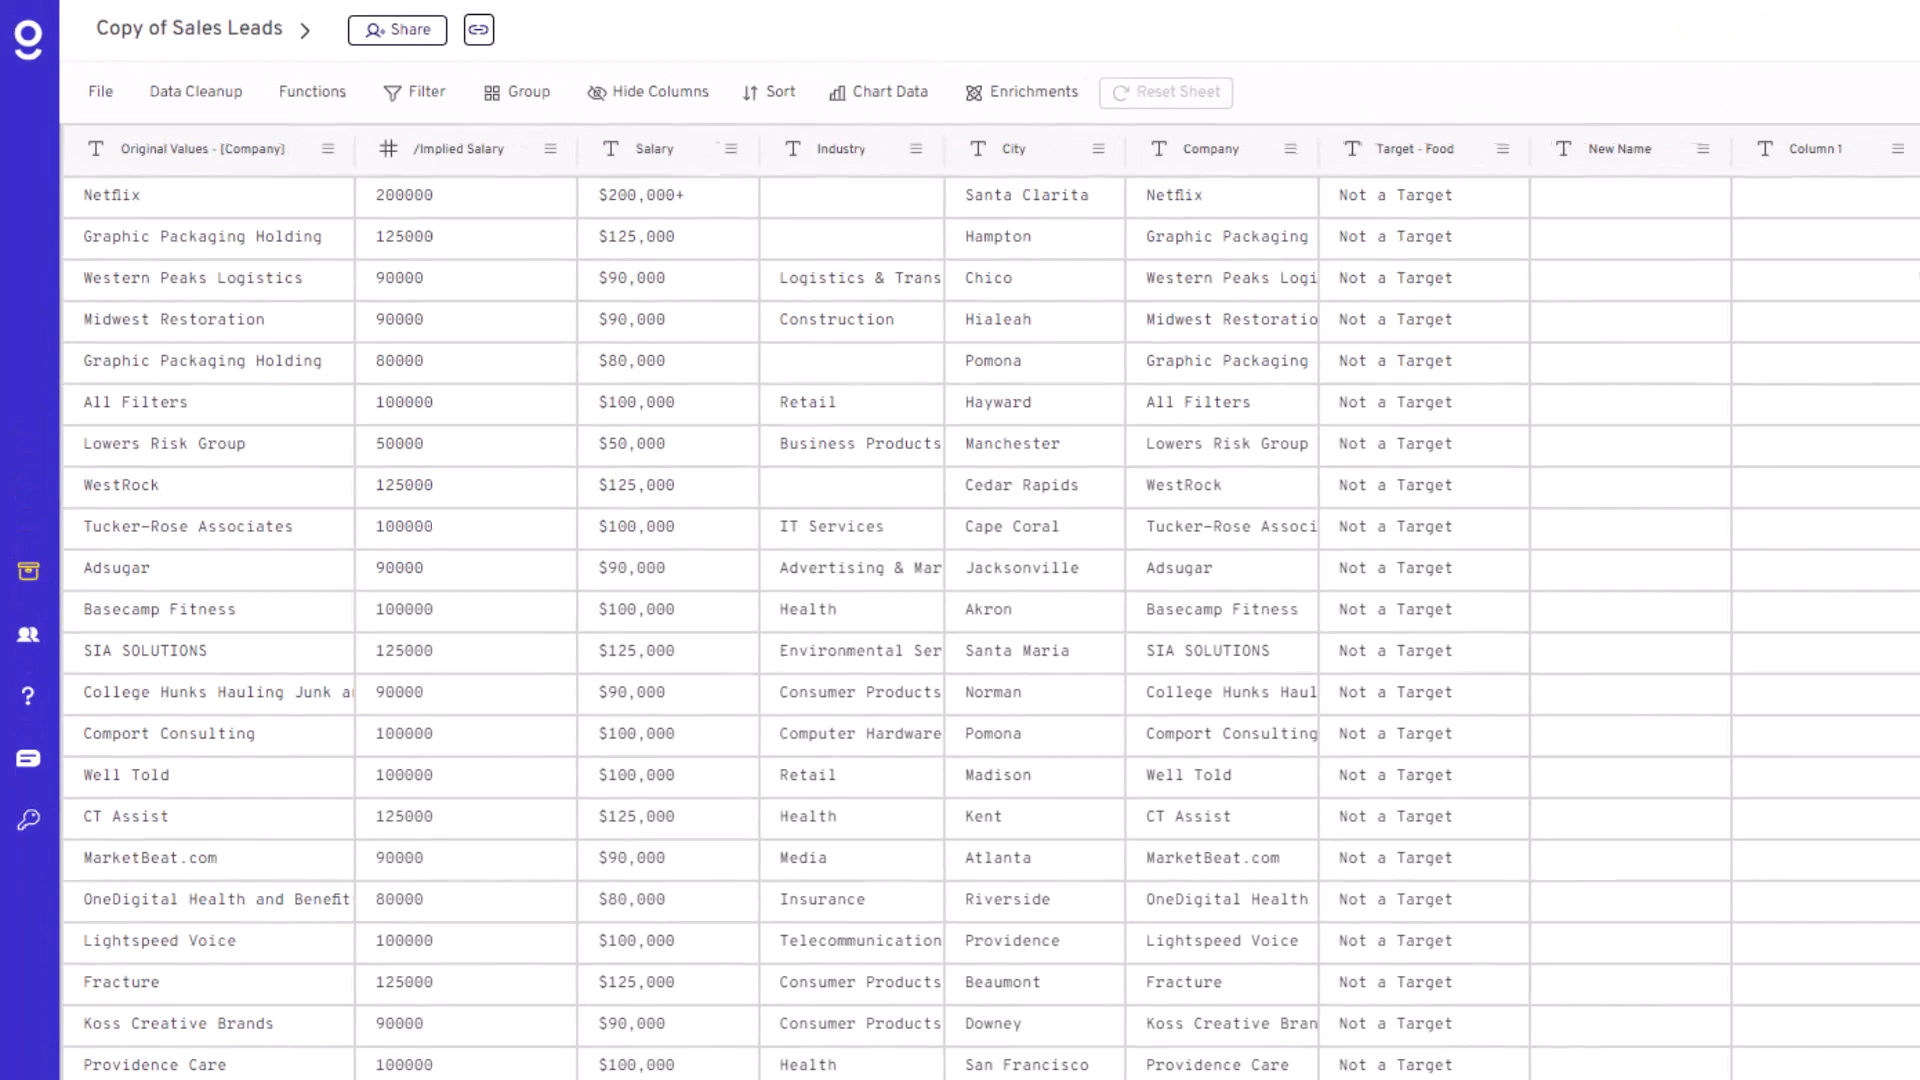 Copy of Sales Leads Share
File Data Cleanup Functions Filter Group Hide Columns Sort Chart Data Enrichments Reset Sheet
Original Values - [Company] /Implied Salary Salary Industry City Company Target - Food New Name Column 1
Netflix 200000 $200,000+ Santa Clarita Netflix Not a Target
Graphic Packaging Holding 125000 $125,000 Hampton Graphic Packaging Not a Target
Western Peaks Logistics 90000 $90,000 Logistics & Trans Chico Western Peaks Logi Not a Target
Midwest Restoration 90000 $90,000 Construction Hialeah Midwest Restoratio Not a Target
Graphic Packaging Holding 80000 $80,000 Pomona Graphic Packaging Not a Target
All Filters 100000 $100,000 Retail Hayward All Filters Not a Target
Lowers Risk Group 50000 $50,000 Business Products Manchester Lowers Risk Group Not a Target
WestRock 125000 $125,000 Cedar Rapids WestRock Not a Target
Tucker-Rose Associates 100000 $100,000 IT Services Cape Coral Tucker-Rose Associ Not a Target
Adsugar 90000 $90,000 Advertising & Mar Jacksonville Adsugar Not a Target
Basecamp Fitness 100000 $100,000 Health Akron Basecamp Fitness Not a Target
SIA SOLUTIONS 125000 $125,000 Environmental Ser Santa Maria SIA SOLUTIONS Not a Target
College Hunks Hauling Junk a 90000 $90,000 Consumer Products Norman College Hunks Haul Not a Target
Comport Consulting 100000 $100,000 Computer Hardware Pomona Comport Consulting Not a Target
Well Told 100000 $100,000 Retail Madison Well Told Not a Target
CT Assist 125000 $125,000 Health Kent CT Assist Not a Target
MarketBeat.com 90000 $90,000 Media Atlanta MarketBeat.com Not a Target
OneDigital Health and Benefit 80000 $80,000 Insurance Riverside OneDigital Health Not a Target
Lightspeed Voice 100000 $100,000 Telecommunication Providence Lightspeed Voice Not a Target
Fracture 125000 $125,000 Consumer Products Beaumont Fracture Not a Target
Koss Creative Brands 90000 $90,000 Consumer Products Downey Koss Creative Bran Not a Target
Providence Care 100000 $100,000 Health San Francisco Providence Care Not a Target